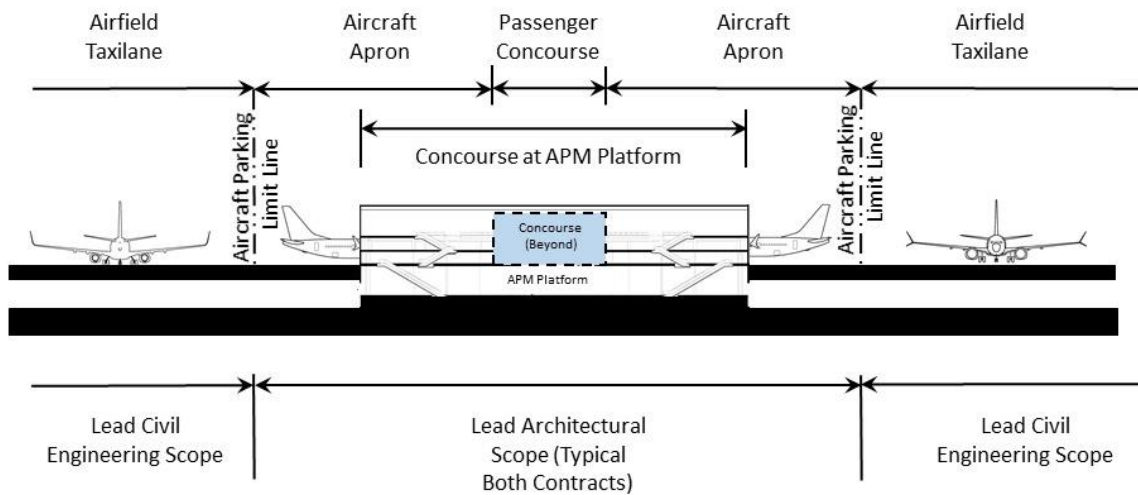 Airfield
Taxilane
Aircraft
Apron
Passenger
Concourse
Aircraft
Apron
Airfield
Taxilane
Aircraft Parking
Limit Line
Concourse at APM Platform
Aircraft Parking
Limit Line
Concourse
(Beyond)
APM Platform
Lead Civil
Engineering Scope
Lead Architectural
Scope (Typical
Both Contracts)
Lead Civil
Engineering Scope